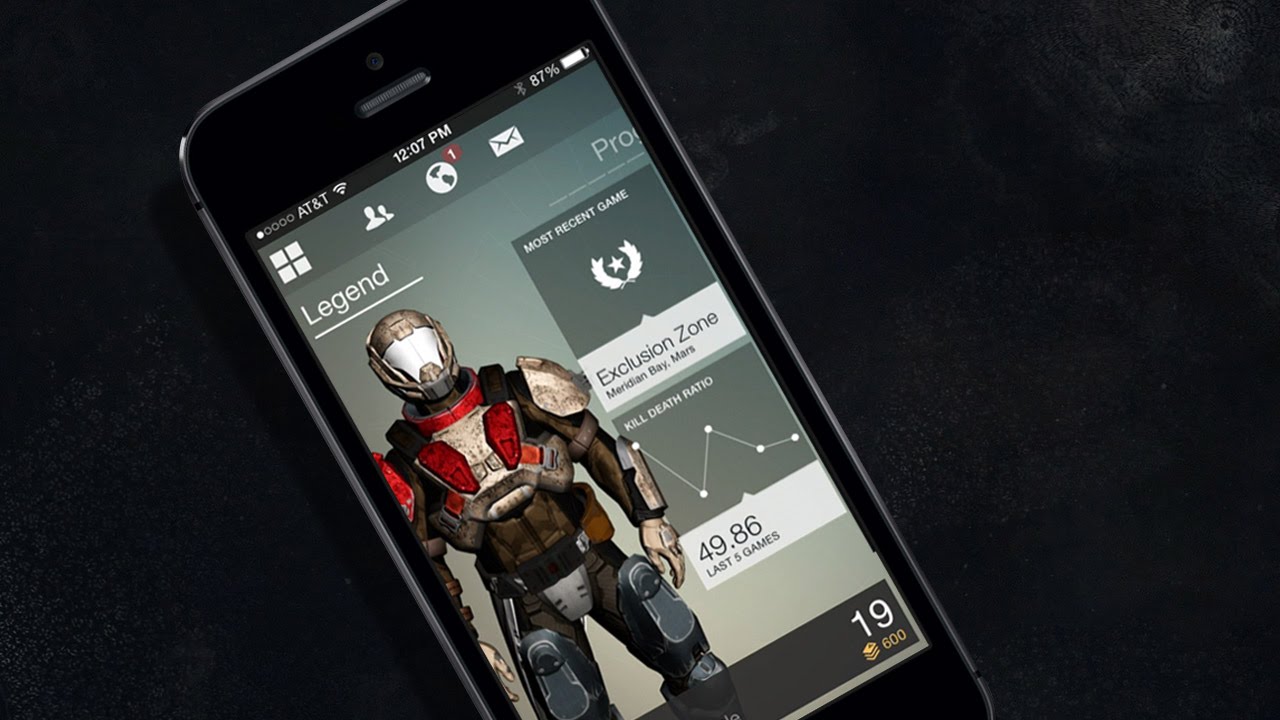 AT&T
12:07 PM
87%
1
Legend
MOST RECENT GAME
Exclusion Zone
Meridian Bay, Mars
KILL DEATH RATIO
49.86
LAST 5 GAMES
19
600